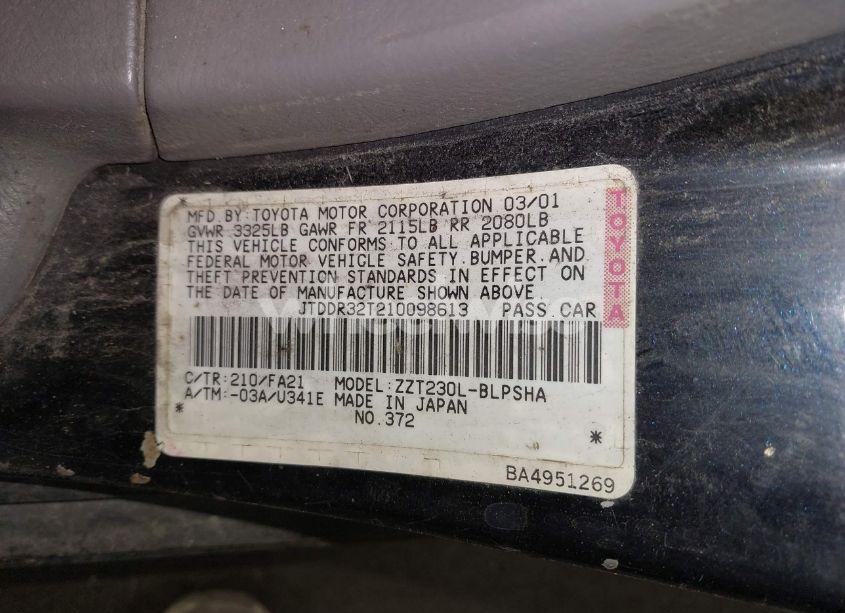 MFD. BY: TOYOTA MOTOR CORPORATION 03/01
GVWR 3325LB GAWR FR 2115LB RR 2080LB
THIS VEHICLE CONFORMS TO ALL APPLICABLE
FEDERAL MOTOR VEHICLE SAFETY.BUMPER.AND
THEFT PREVENTION STANDARDS IN EFFECT ON
THE DATE OF MANUFACTURE SHOWN ABOVE.
JTDDR32T210098613 PASS.CAR
TOYOTA
C/TR:210/FA21 MODEL:ZZT230L-BLPSHA
A/TM:-03A/U341E MADE IN JAPAN
NO.372
* *
BA4951269